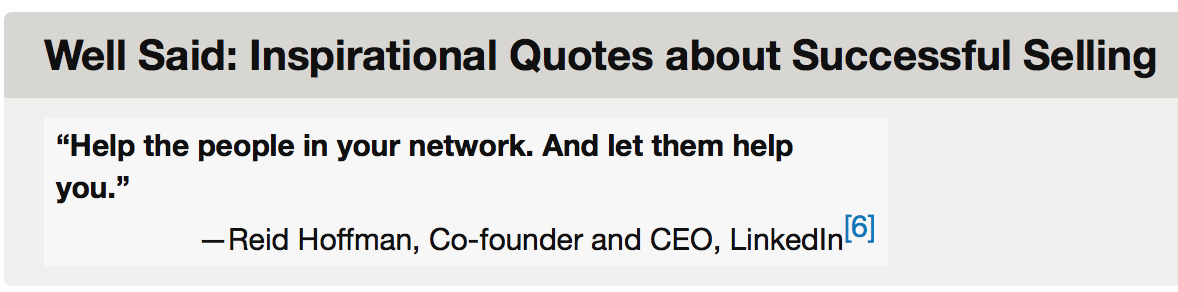 Well Said: Inspirational Quotes about Successful Selling
“Help the people in your network. And let them help
you.”
—Reid Hoffman, Co-founder and CEO, LinkedIn[6]